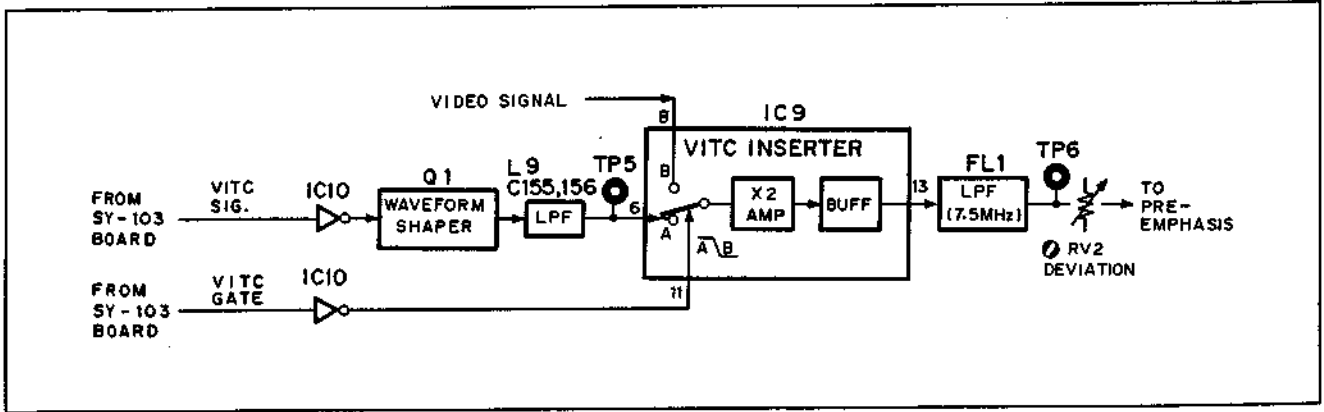 VIDEO SIGNAL
8
IC9
VITC INSERTER
B
FROM
SY-103
BOARD
VITC
SIG.
IC10
Q1
WAVEFORM
SHAPER
L9
C155,156
LPF
TP5
6
A
A B
X2
AMP
BUFF
13
FL1
LPF
(7.5MHz)
TP6
TO
PRE-
EMPHASIS
RV2
DEVIATION
FROM
SY-103
BOARD
VITC
GATE
IC10
11